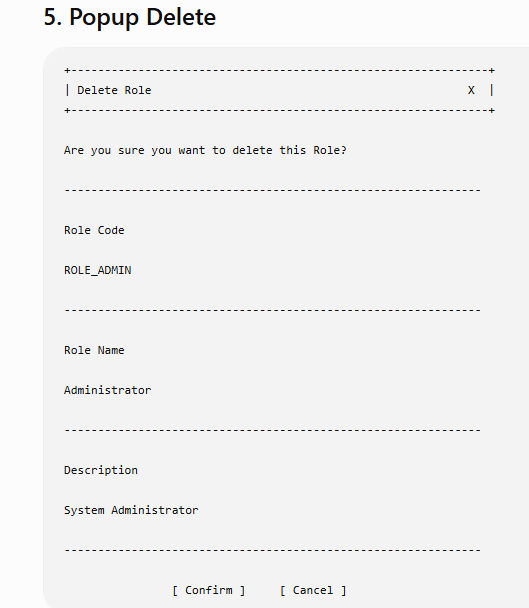 5. Popup Delete
+--------------------------------------------------------------+
| Delete Role                                               X  |
+--------------------------------------------------------------+
Are you sure you want to delete this Role?
--------------------------------------------------------------
Role Code
ROLE_ADMIN
--------------------------------------------------------------
Role Name
Administrator
--------------------------------------------------------------
Description
System Administrator
--------------------------------------------------------------
[ Confirm ]     [ Cancel ]